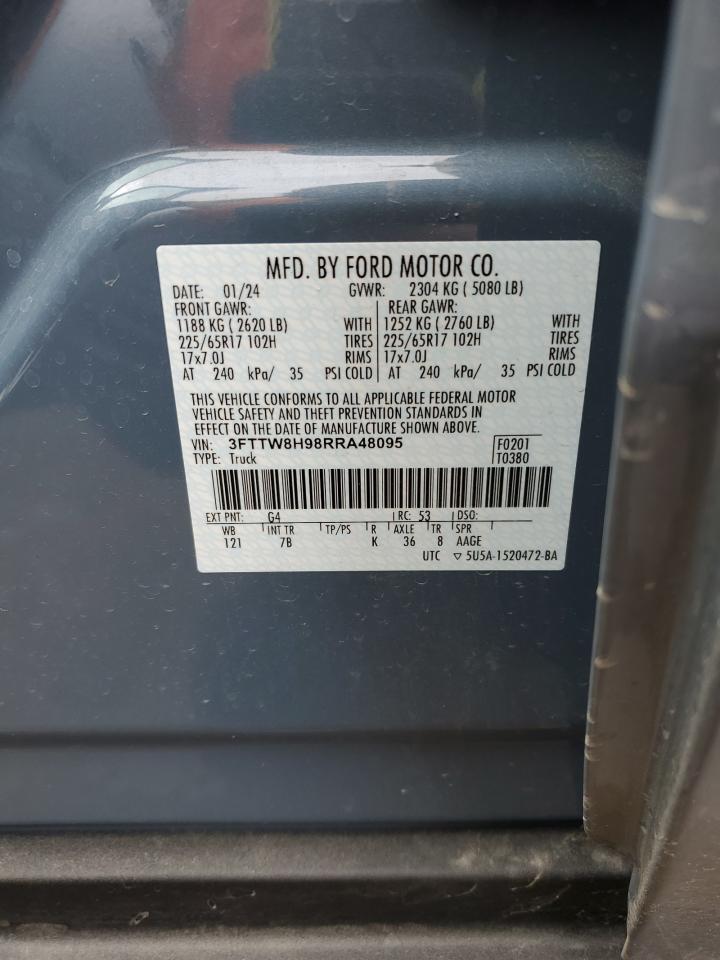 MFD. BY FORD MOTOR CO.
DATE: 01/24 GVWR: 2304 KG ( 5080 LB)
FRONT GAWR: REAR GAWR:
1188 KG ( 2620 LB) WITH 1252 KG ( 2760 LB) WITH
225/65R17 102H TIRES 225/65R17 102H TIRES
17x7.0J RIMS 17x7.0J RIMS
AT 240 kPa/ 35 PSI COLD AT 240 kPa/ 35 PSI COLD
THIS VEHICLE CONFORMS TO ALL APPLICABLE FEDERAL MOTOR
VEHICLE SAFETY AND THEFT PREVENTION STANDARDS IN
EFFECT ON THE DATE OF MANUFACTURE SHOWN ABOVE.
VIN: 3FTTW8H98RRA48095 F0201
TYPE: Truck T0380
EXT PNT: G4 RC: 53 DSO:
WB INT TR TP/PS R AXLE TR SPR
121 7B K 36 8 AAGE
UTC ▽ 5U5A-1520472-BA